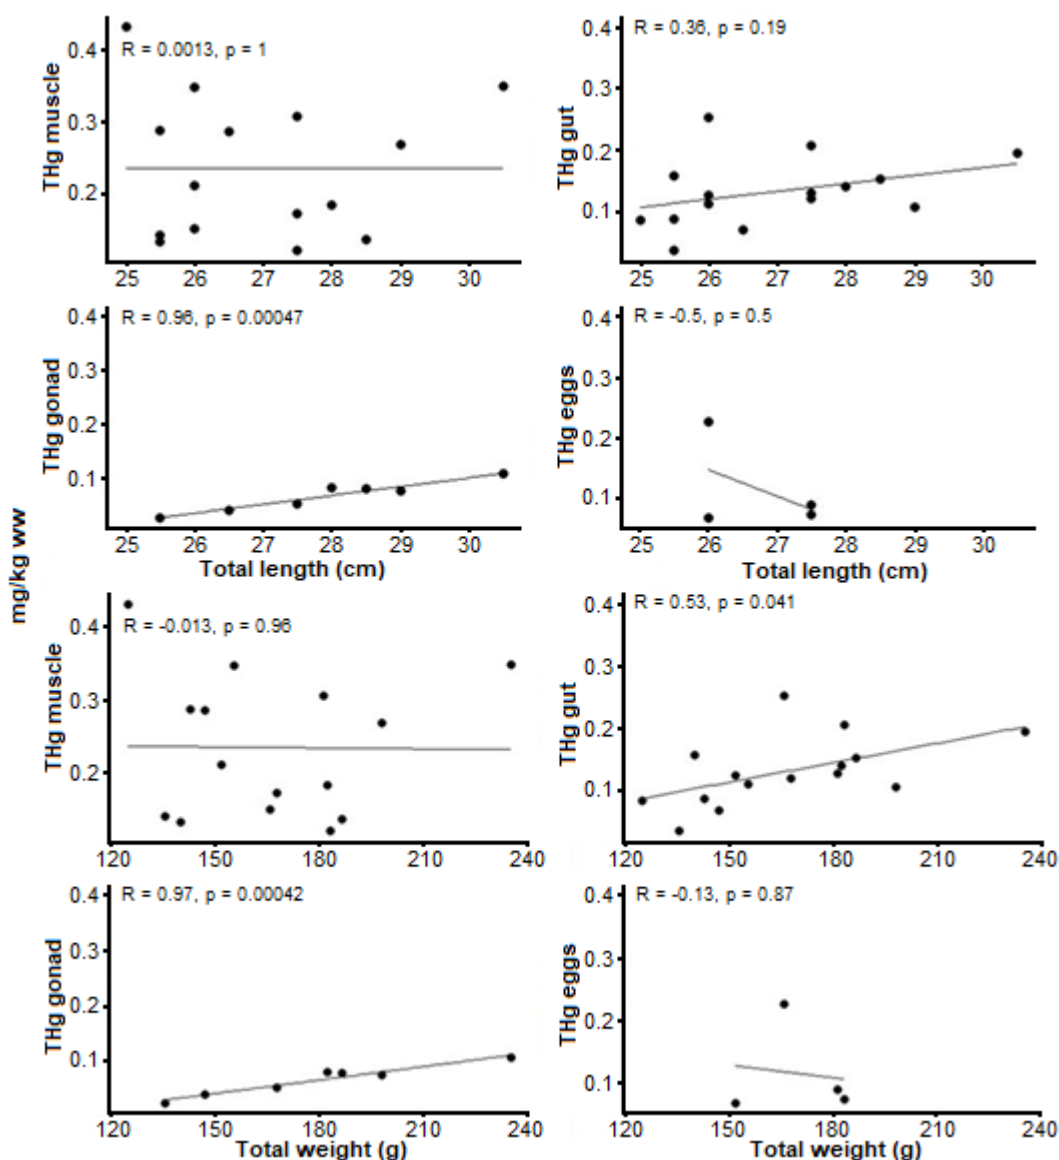 mg/kg ww
THg muscle
R = 0.0013, p = 1
0.4
0.3
0.2
25 26 27 28 29 30
THg gut
R = 0.36, p = 0.19
0.4
0.3
0.2
0.1
25 26 27 28 29 30
THg gonad
R = 0.96, p = 0.00047
0.4
0.3
0.2
0.1
25 26 27 28 29 30
Total length (cm)
THg eggs
R = -0.5, p = 0.5
0.4
0.3
0.2
0.1
25 26 27 28 29 30
Total length (cm)
THg muscle
R = -0.013, p = 0.96
0.4
0.3
0.2
120 150 180 210 240
THg gut
R = 0.53, p = 0.041
0.4
0.3
0.2
0.1
120 150 180 210 240
THg gonad
R = 0.97, p = 0.00042
0.4
0.3
0.2
0.1
120 150 180 210 240
Total weight (g)
THg eggs
R = -0.13, p = 0.87
0.4
0.3
0.2
0.1
120 150 180 210 240
Total weight (g)